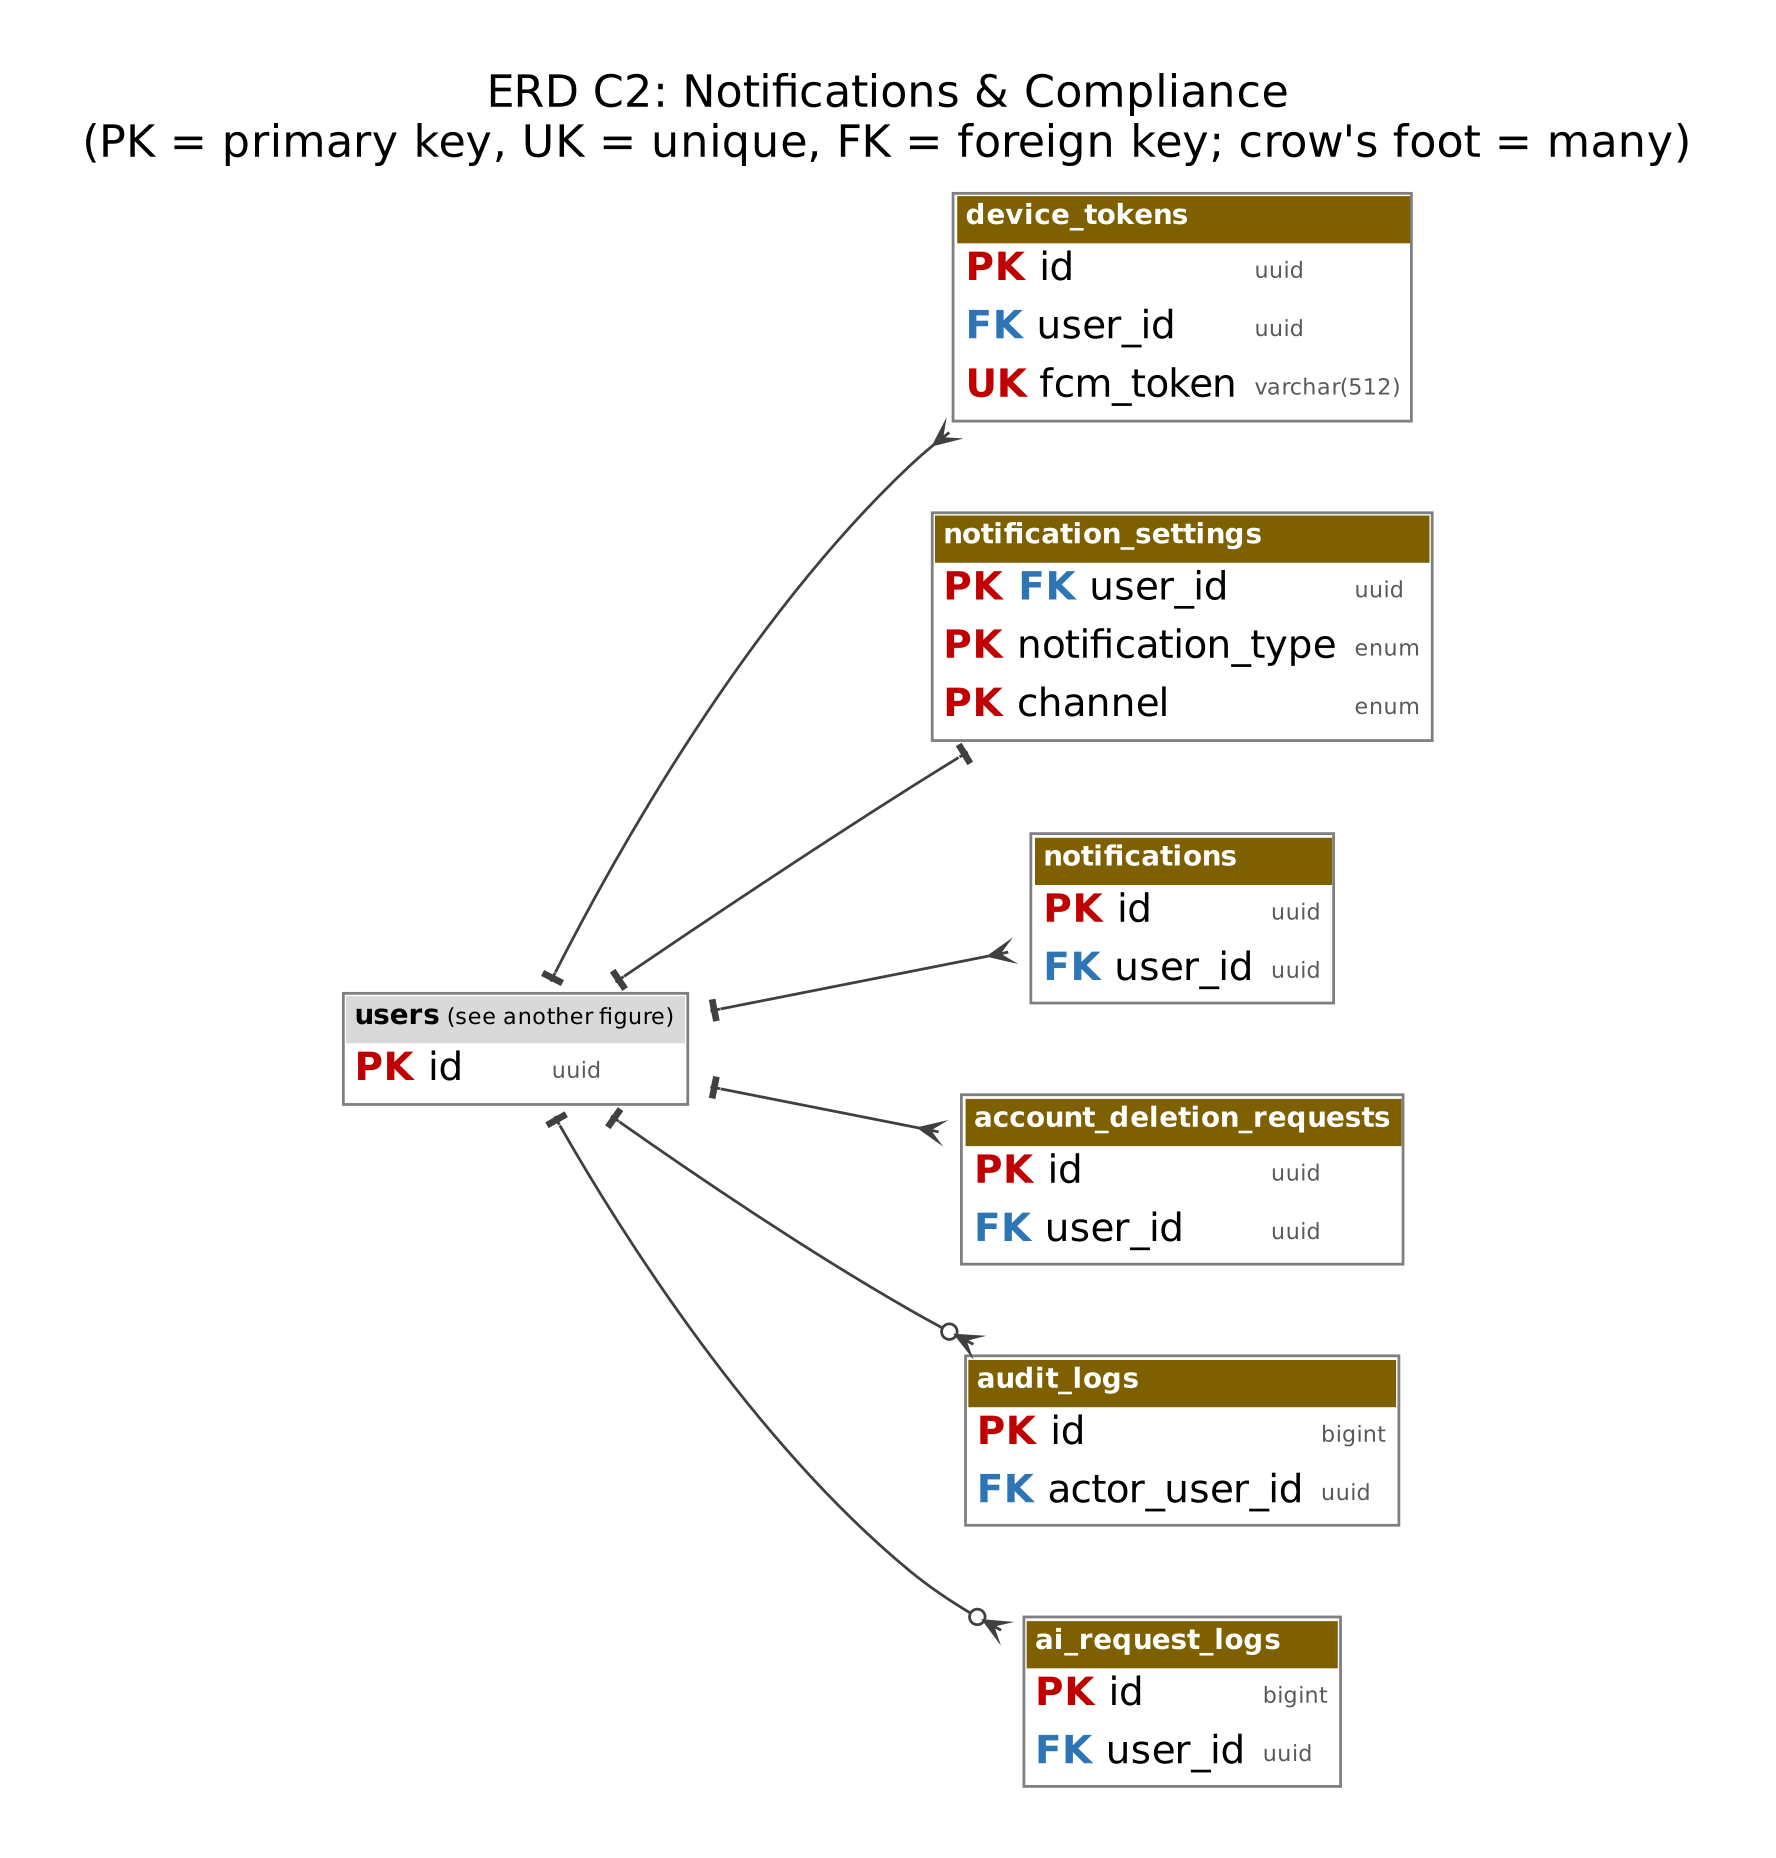 ERD C2: Notifications & Compliance
(PK = primary key, UK = unique, FK = foreign key; crow's foot = many)
device_tokens
PK id uuid
FK user_id uuid
UK fcm_token varchar(512)
notification_settings
PK FK user_id uuid
PK notification_type enum
PK channel enum
notifications
PK id uuid
FK user_id uuid
users (see another figure)
PK id uuid
account_deletion_requests
PK id uuid
FK user_id uuid
audit_logs
PK id bigint
FK actor_user_id uuid
ai_request_logs
PK id bigint
FK user_id uuid